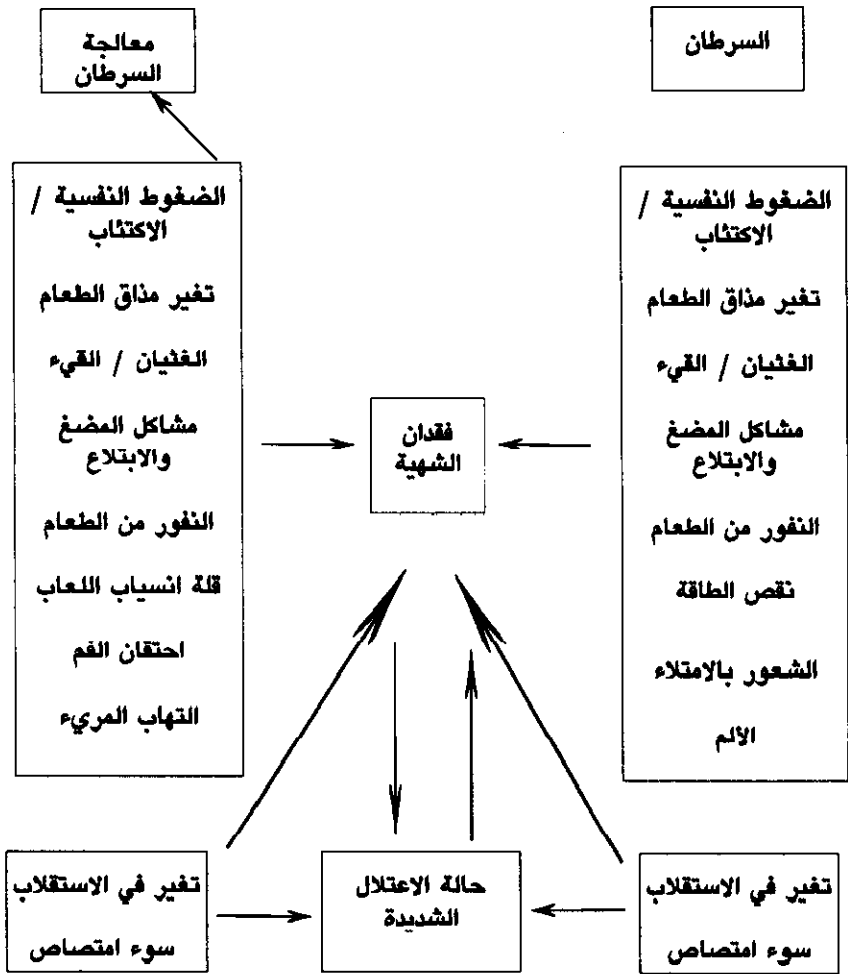 السرطان
معالجة
السرطان
الضغوط النفسية /
الاكتئاب
تغير مذاق الطعام
الغثيان / القيء
مشاكل المضغ
والابتلاع
النفور من الطعام
نقص الطاقة
الشعور بالامتلاء
الألم
فقدان
الشهية
الضغوط النفسية /
الاكتئاب
تغير مذاق الطعام
الغثيان / القيء
مشاكل المضغ
والابتلاع
النفور من الطعام
قلة انسياب اللعاب
احتقان الفم
التهاب المريء
تغير في الاستقلاب
سوء امتصاص
حالة الاعتلال
الشديدة
تغير في الاستقلاب
سوء امتصاص